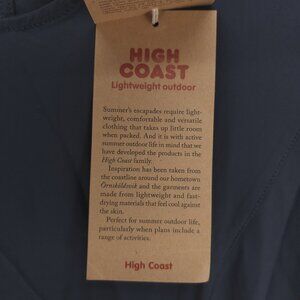 HIGH
COAST
Lightweight outdoor
Summer's escapades require light-
weight, comfortable and versatile
clothing that takes up little room
when packed. And it is with active
summer outdoor life in mind that we
have developed the products in the
High Coast family.
Inspiration has been taken from
the coastline around our hometown
Örnsköldsvik and the garments are
made from lightweight and fast-
drying materials that feel cool against
the skin.
Perfect for summer outdoor life,
particularly when plans include a
range of activities.
High Coast